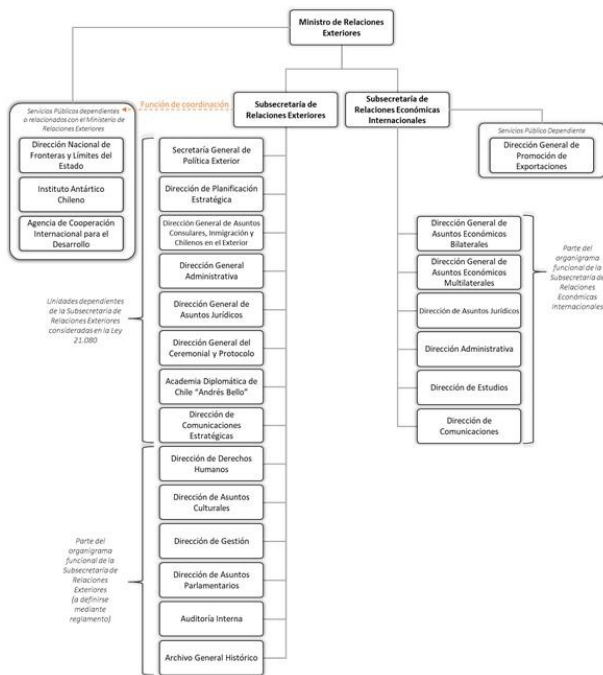 Ministro de Relaciones
Exteriores
Servicios Públicos dependientes
o relacionados con el Ministerio de
Relaciones Exteriores
Dirección Nacional de
Fronteras y Límites del
Estado
Instituto Antártico
Chileno
Agencia de Cooperación
Internacional para el
Desarrollo
Función de coordinación
Subsecretaría de
Relaciones Exteriores
Subsecretaría de
Relaciones Económicas
Internacionales
Servicios Público Dependiente
Dirección General de
Promoción de
Exportaciones
Unidades dependientes
de la Subsecretaría de
Relaciones Exteriores
consideradas en la Ley
21.080
Secretaría General de
Política Exterior
Dirección de Planificación
Estratégica
Dirección General de Asuntos
Consulares, Inmigración y
Chilenos en el Exterior
Dirección General
Administrativa
Dirección General de
Asuntos Jurídicos
Dirección General del
Ceremonial y Protocolo
Academia Diplomática de
Chile "Andrés Bello"
Dirección de
Comunicaciones
Estratégicas
Parte del
organigrama
funcional de la
Subsecretaría de
Relaciones
Exteriores
(a definirse
mediante
reglamento)
Dirección de Derechos
Humanos
Dirección de Asuntos
Culturales
Dirección de Gestión
Dirección de Asuntos
Parlamentarios
Auditoría Interna
Archivo General Histórico
Dirección General de
Asuntos Económicos
Bilaterales
Dirección General de
Asuntos Económicos
Multilaterales
Dirección de Asuntos Jurídicos
Dirección Administrativa
Dirección de Estudios
Dirección de
Comunicaciones
Parte del
organigrama
funcional de la
Subsecretaría de
Relaciones
Económicas
Internacionales